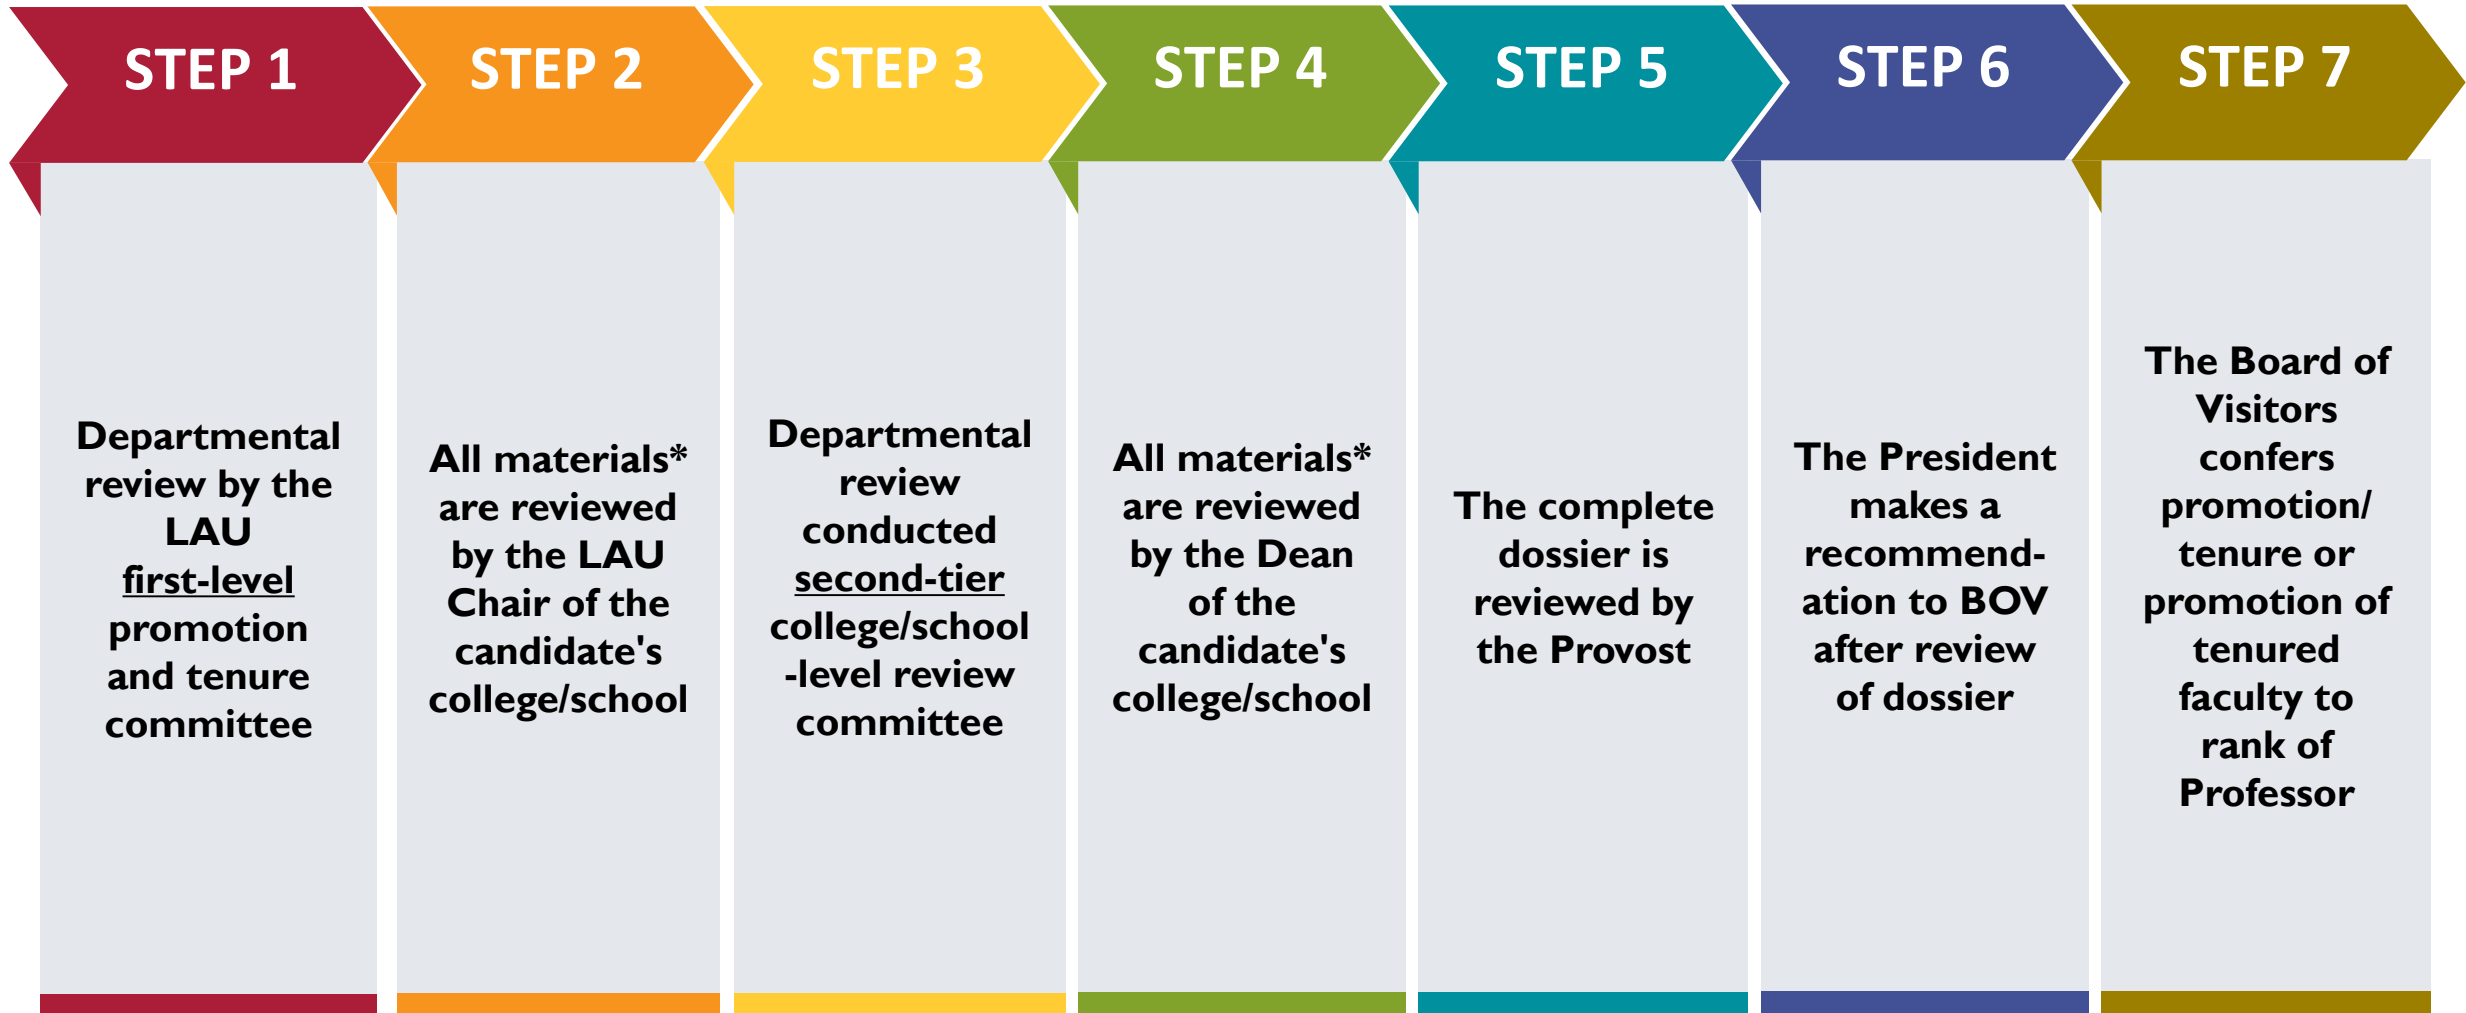 STEP 1
Departmental
review by the
LAU
first-level
promotion
and tenure
committee
STEP 2
All materials*
are reviewed
by the LAU
Chair of the
candidate's
college/school
STEP 3
Departmental
review
conducted
second-tier
college/school
-level review
committee
STEP 4
All materials*
are reviewed
by the Dean
of the
candidate's
college/school
STEP 5
The complete
dossier is
reviewed by
the Provost
STEP 6
The President
makes a
recommend-
ation to BOV
after review
of dossier
STEP 7
The Board of
Visitors
confers
promotion/
tenure or
promotion of
tenured
faculty to
rank of
Professor